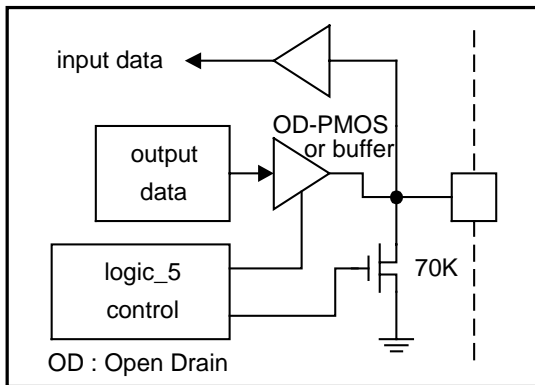 input data
OD-PMOS
or buffer
output
data
logic_5
control
70K
OD : Open Drain